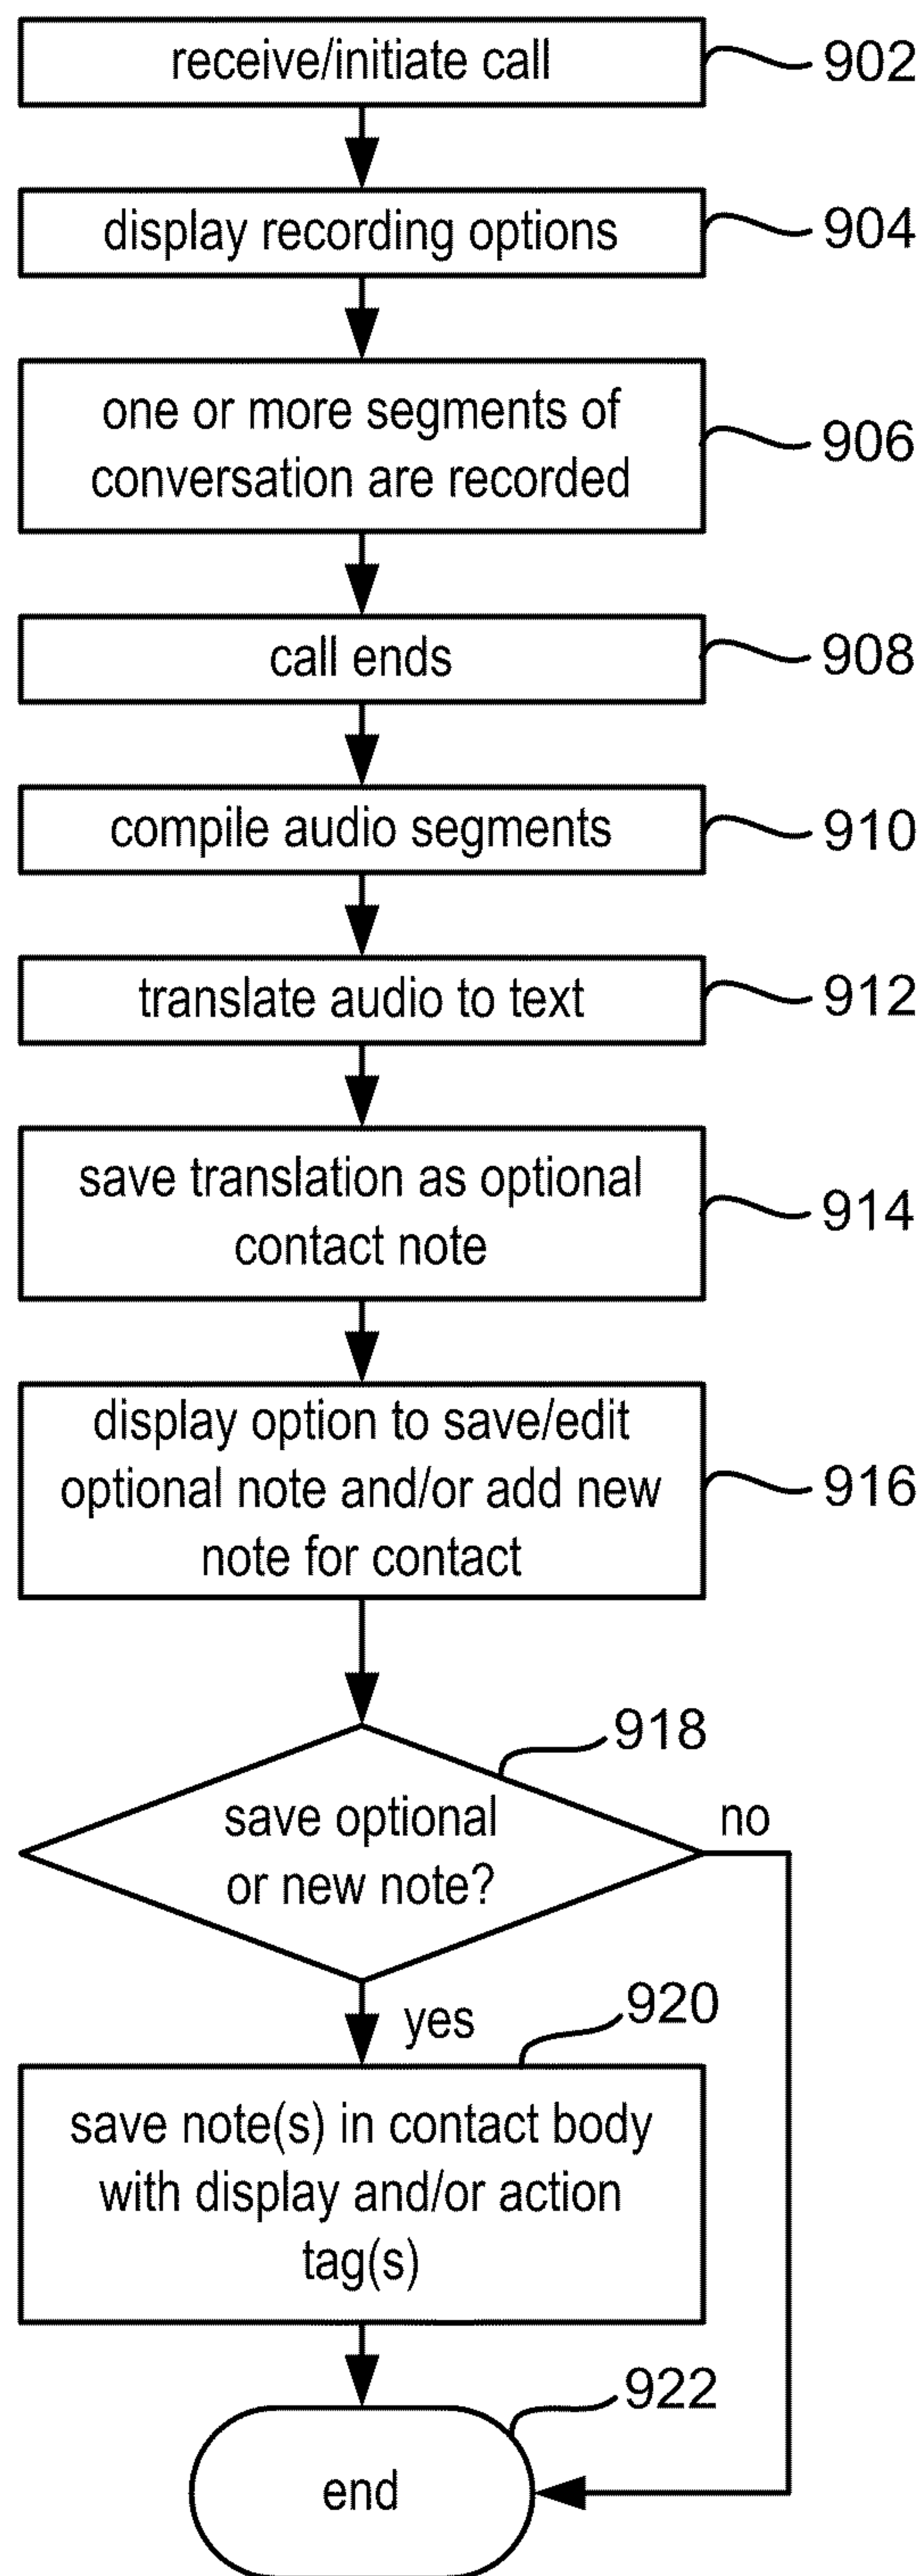 receive/initiate call
902
display recording options
904
one or more segments of
conversation are recorded
906
call ends
908
compile audio segments
910
translate audio to text
912
save translation as optional
contact note
914
display option to save/edit
optional note and/or add new
note for contact
916
918
save optional
or new note?
no
yes
920
save note(s) in contact body
with display and/or action
tag(s)
922
end